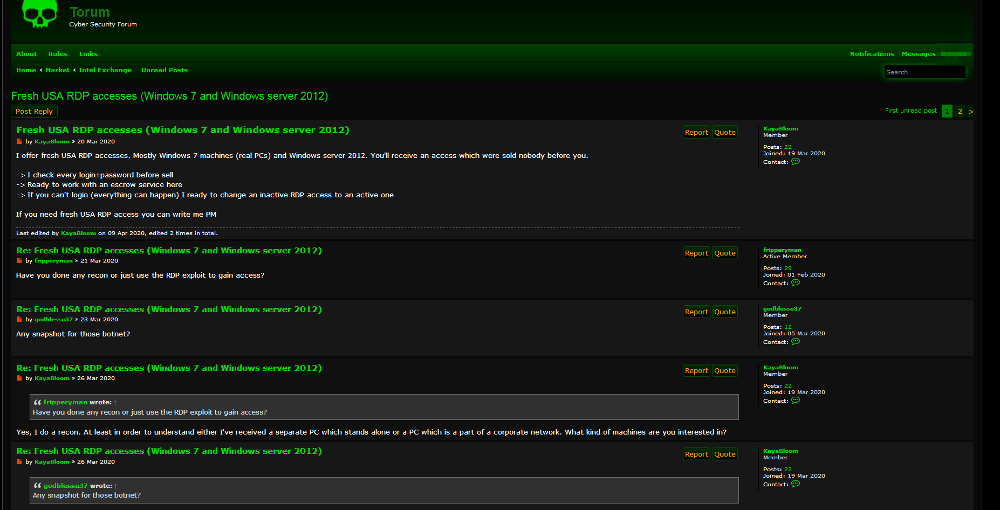 Torum
Cyber Security Forum
About Rules Links
Notifications Messages
Home ‹ Market ‹ Intel Exchange Unread Posts
Search…
Fresh USA RDP accesses (Windows 7 and Windows server 2012)
Post Reply
First unread post 1 2 >
Fresh USA RDP accesses (Windows 7 and Windows server 2012)
by KayaBloom » 20 Mar 2020
Report Quote
KayaBloom
Member
Posts: 22
Joined: 19 Mar 2020
Contact:
I offer fresh USA RDP accesses. Mostly Windows 7 machines (real PCs) and Windows server 2012. You'll receive an access which were sold nobody before you.
-> I check every login+password before sell
-> Ready to work with an escrow service here
-> If you can't login (everything can happen) I ready to change an inactive RDP access to an active one
If you need fresh USA RDP access you can write me PM
Last edited by KayaBloom on 09 Apr 2020, edited 2 times in total.
Re: Fresh USA RDP accesses (Windows 7 and Windows server 2012)
by fripperyman » 21 Mar 2020
Report Quote
fripperyman
Active Member
Posts: 29
Joined: 01 Feb 2020
Contact:
Have you done any recon or just use the RDP exploit to gain access?
Re: Fresh USA RDP accesses (Windows 7 and Windows server 2012)
by godblessu37 » 23 Mar 2020
Report Quote
godblessu37
Member
Posts: 12
Joined: 05 Mar 2020
Contact:
Any snapshot for those botnet?
Re: Fresh USA RDP accesses (Windows 7 and Windows server 2012)
by KayaBloom » 26 Mar 2020
Report Quote
KayaBloom
Member
Posts: 22
Joined: 19 Mar 2020
Contact:
fripperyman wrote: ↑
Have you done any recon or just use the RDP exploit to gain access?
Yes, I do a recon. At least in order to understand either I've received a separate PC which stands alone or a PC which is a part of a corporate network. What kind of machines are you interested in?
Re: Fresh USA RDP accesses (Windows 7 and Windows server 2012)
by KayaBloom » 26 Mar 2020
Report Quote
KayaBloom
Member
Posts: 22
Joined: 19 Mar 2020
Contact:
godblessu37 wrote: ↑
Any snapshot for those botnet?